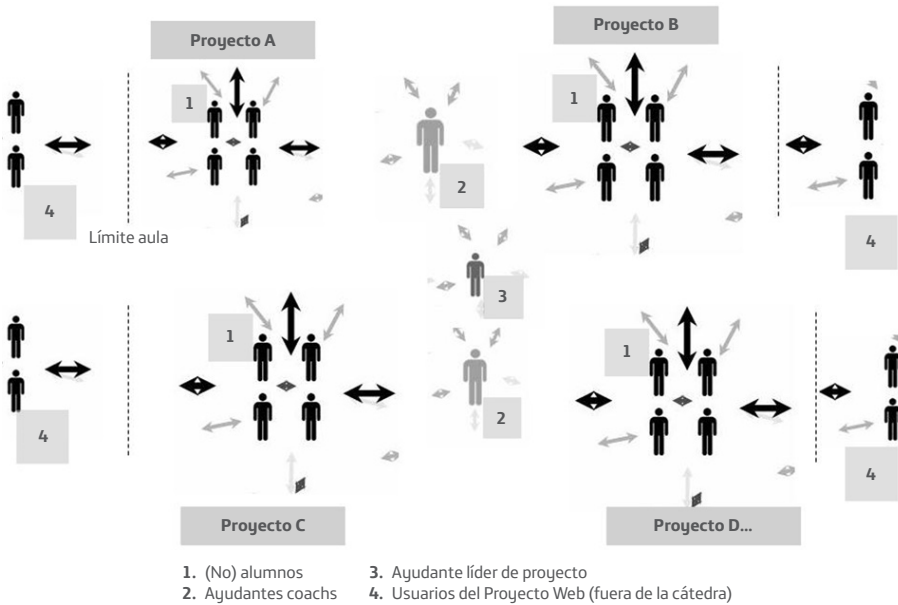 Proyecto A
Proyecto B
1
1
2
4
4
Límite aula
3
1
1
4
2
4
Proyecto C
Proyecto D...
1. (No) alumnos
2. Ayudantes coachs
3. Ayudante líder de proyecto
4. Usuarios del Proyecto Web (fuera de la cátedra)